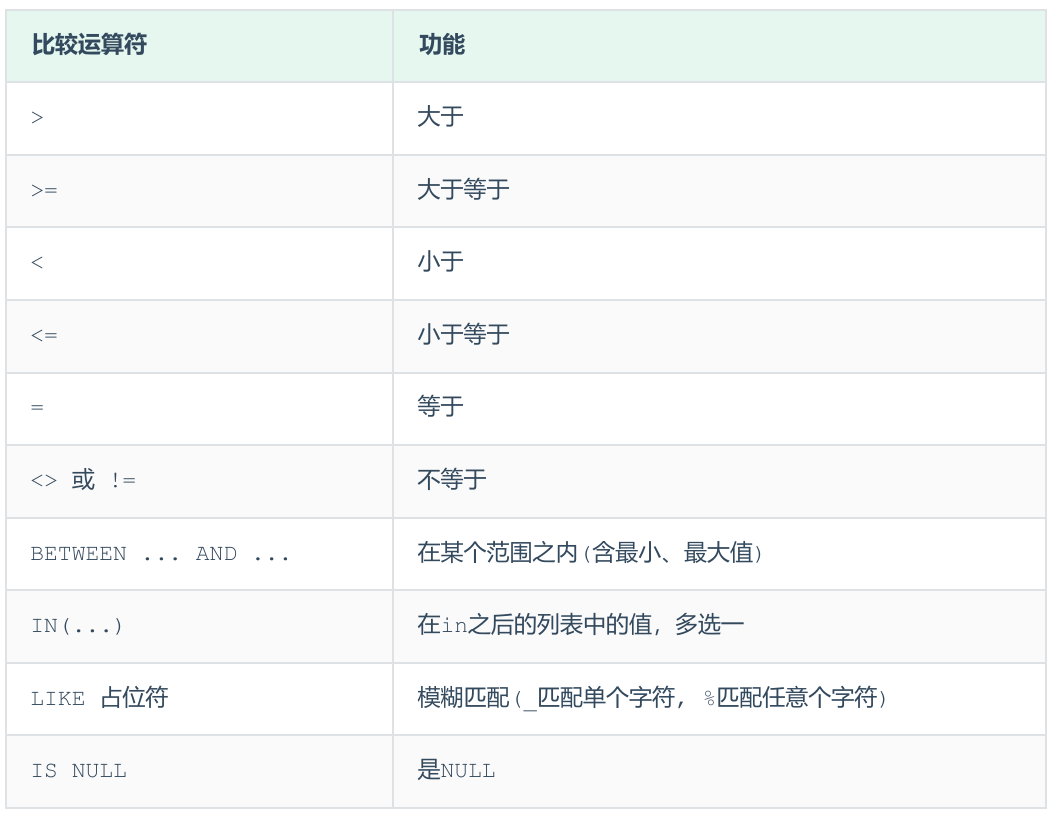 比较运算符 功能
> 大于
>= 大于等于
< 小于
<= 小于等于
= 等于
<> 或 != 不等于
BETWEEN ... AND ... 在某个范围之内(含最小、最大值)
IN(...) 在in之后的列表中的值，多选一
LIKE 占位符 模糊匹配(_匹配单个字符, %匹配任意个字符)
IS NULL 是NULL